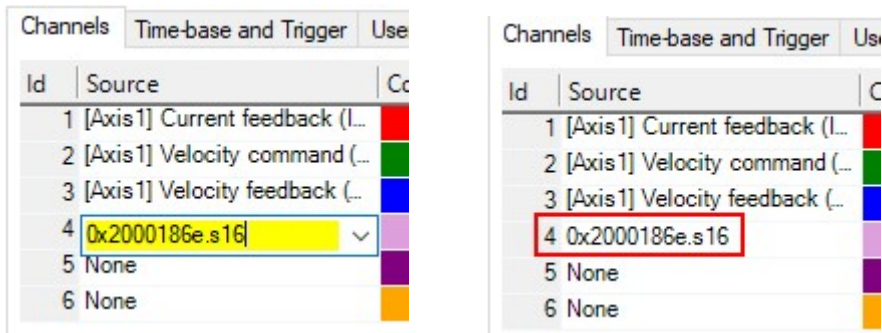 Channels Time-base and Trigger Use
Id Source Co
1 [Axis1] Current feedback (I...
2 [Axis1] Velocity command (...
3 [Axis1] Velocity feedback (...
4 0x2000186e.s16
5 None
6 None
Channels Time-base and Trigger Us
Id Source C
1 [Axis1] Current feedback (I...
2 [Axis1] Velocity command (...
3 [Axis1] Velocity feedback (...
4 0x2000186e.s16
5 None
6 None